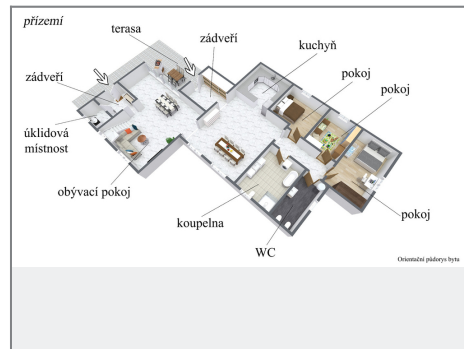 přízemí
terasa
zádveří
kuchyň
pokoj
pokoj
zádveří
úklidová
místnost
obývací pokoj
koupelna
WC
pokoj
Orientační půdorys bytu